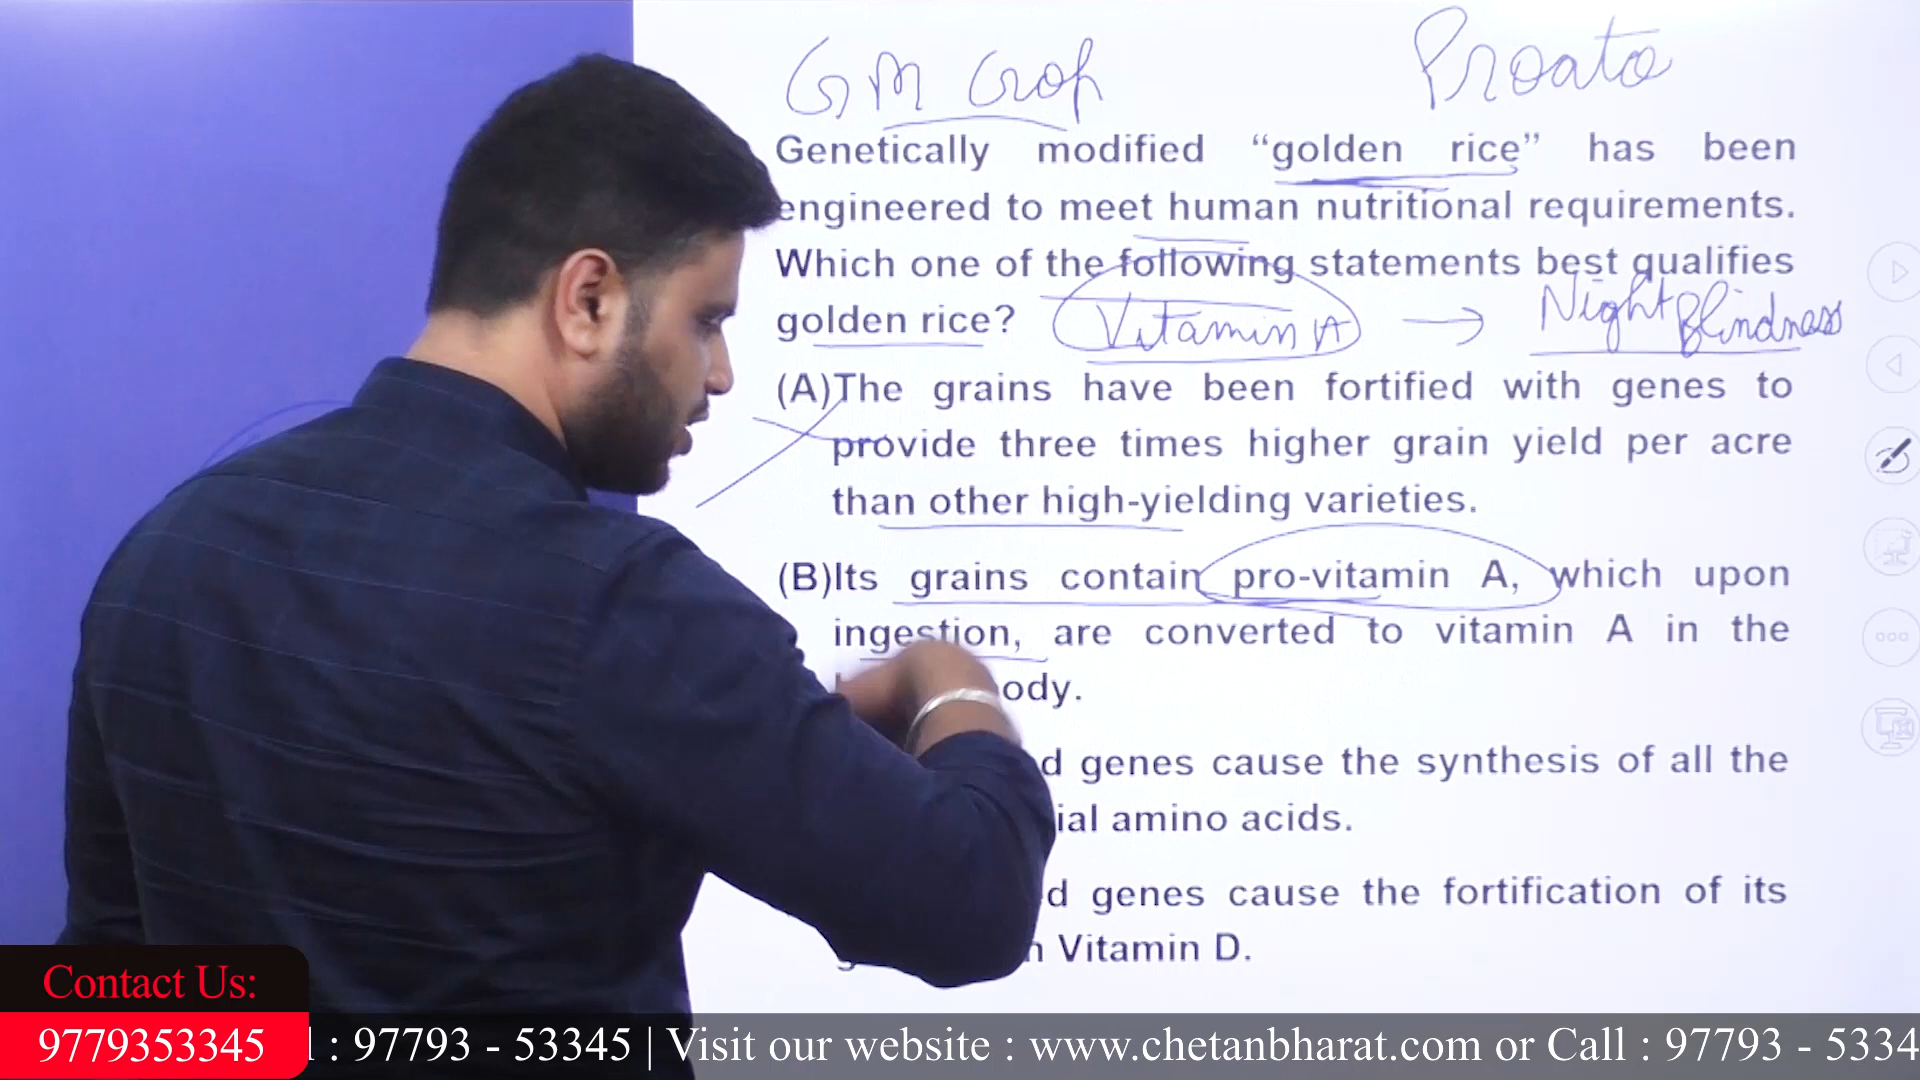 GM Crop
Proato
Genetically modified “golden rice” has been
engineered to meet human nutritional requirements.
Which one of the following statements best qualifies
golden rice? Vitamin A → Night Blindness
(A)The grains have been fortified with genes to
provide three times higher grain yield per acre
than other high-yielding varieties.
(B)Its grains contain pro-vitamin A, which upon
ingestion, are converted to vitamin A in the
ody.
d genes cause the synthesis of all the
ial amino acids.
d genes cause the fortification of its
Vitamin D.
Contact Us:
9779353345
: 97793 - 53345 | Visit our website : www.chetanbharat.com or Call : 97793 - 5334